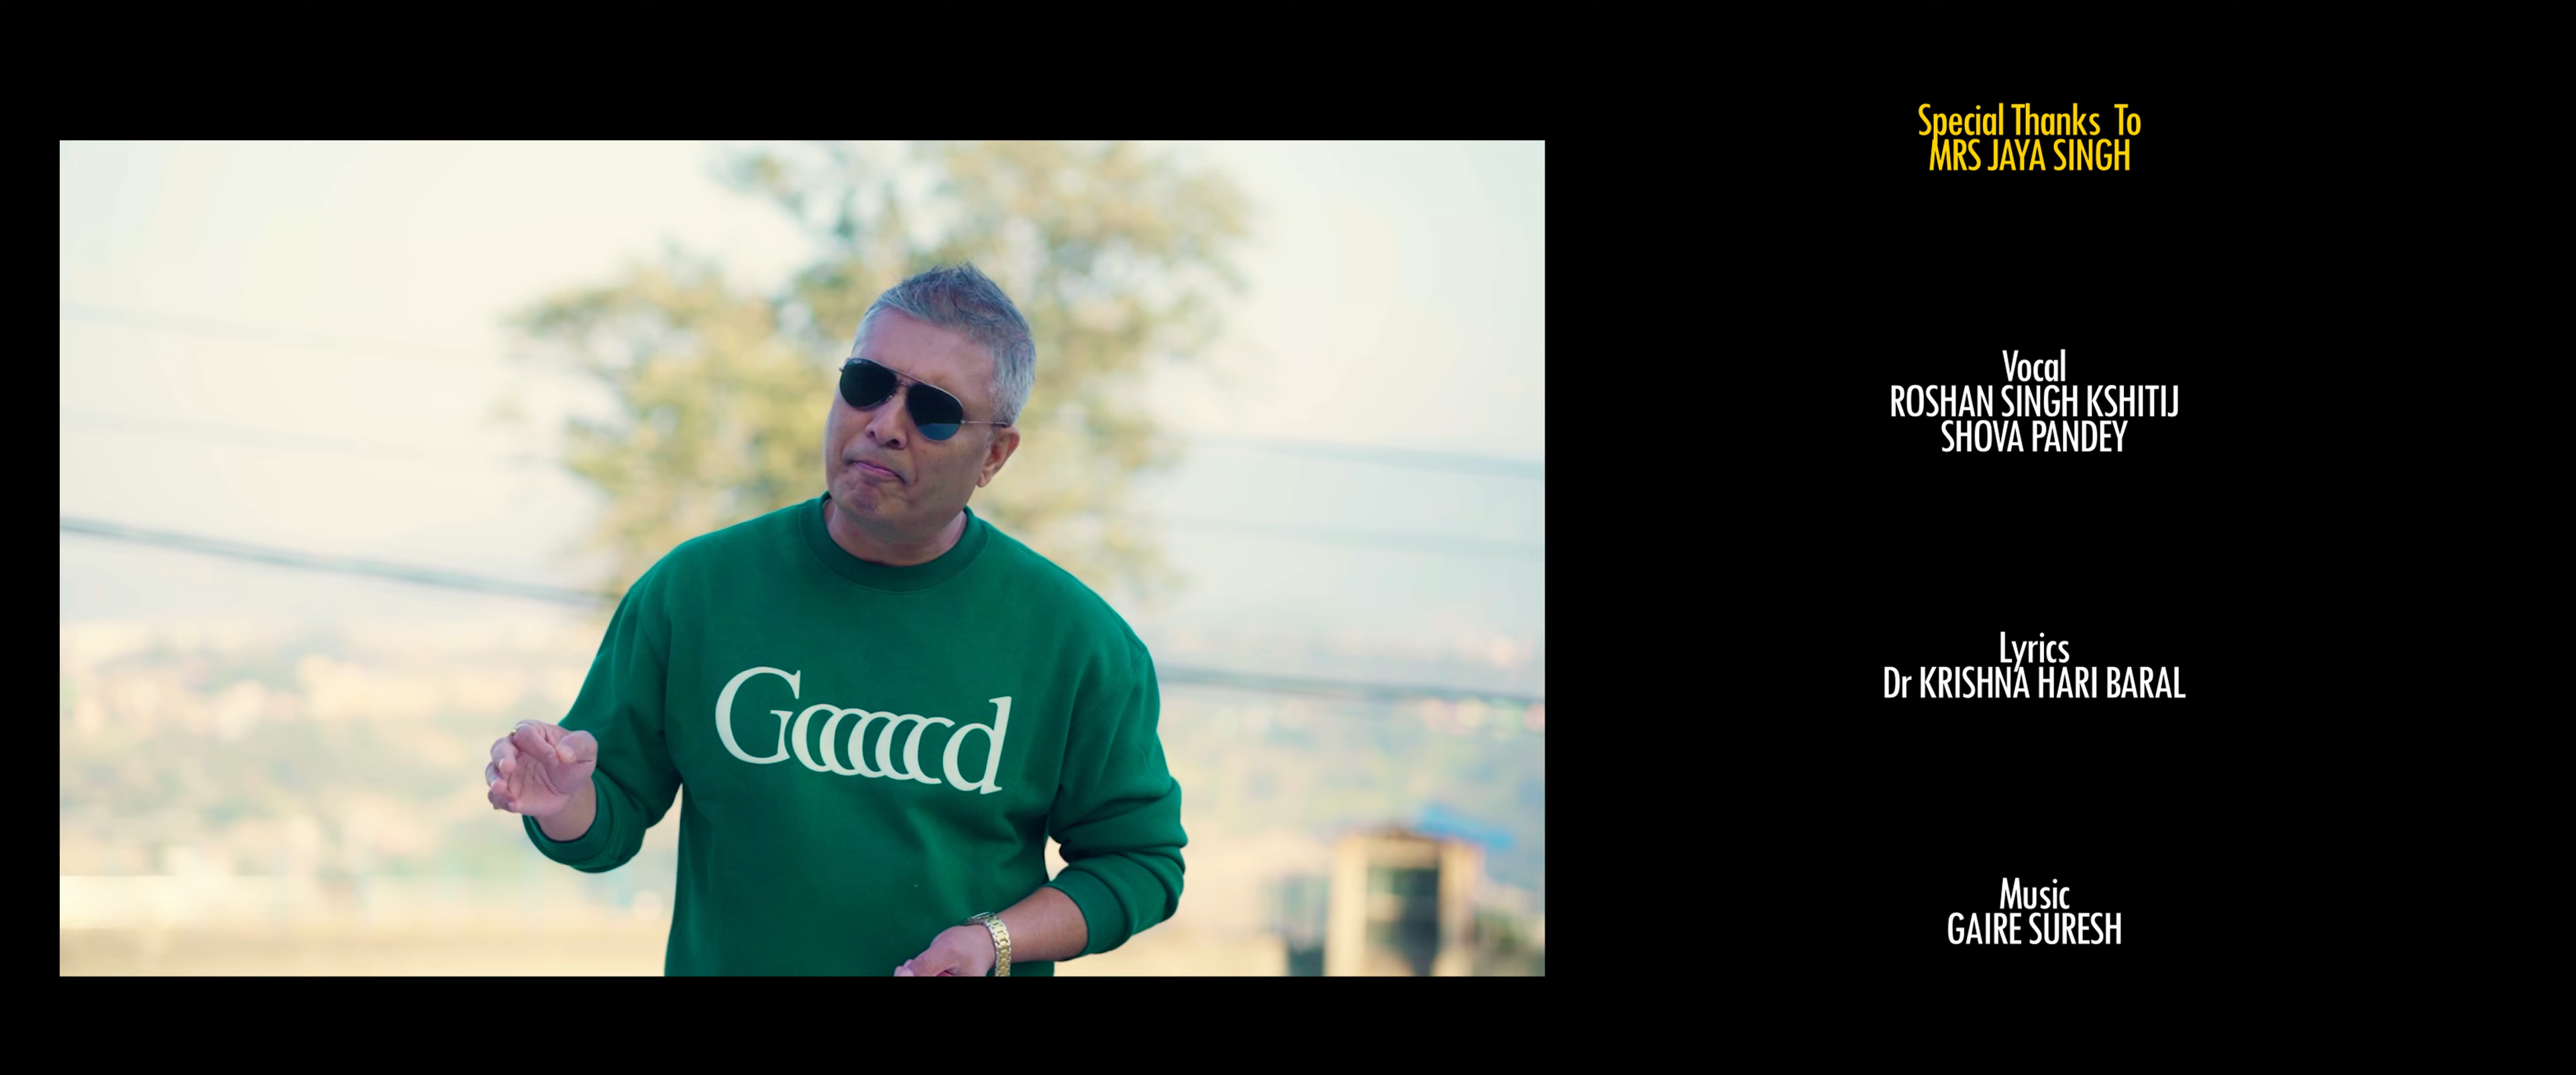 Goooood
Special Thanks To
MRS JAYA SINGH
Vocal
ROSHAN SINGH KSHITIJ
SHOVA PANDEY
Lyrics
Dr KRISHNA HARI BARAL
Music
GAIRE SURESH